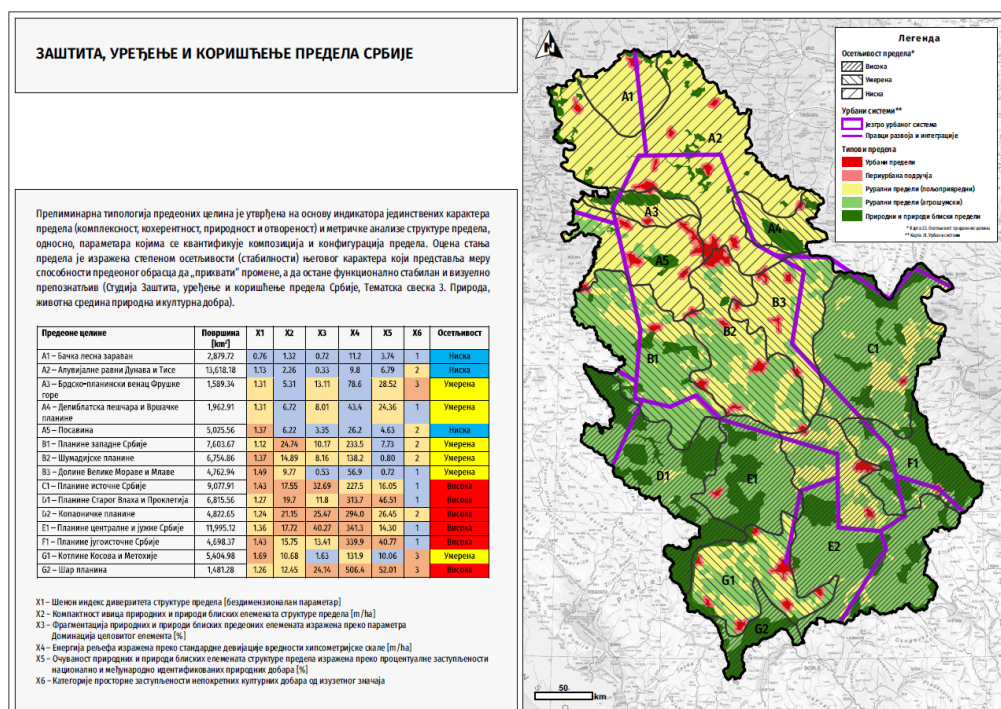 ЗАШТИТА, УРЕЂЕЊЕ И КОРИШЋЕЊЕ ПРЕДЕЛА СРБИЈЕ
Прелиминарна типологија предеоних целина је утврђена на основу индикатора јединствених карактера
предела (комплексност, кохерентност, природност и отвореност) и метричке анализе структуре предела,
односно, параметара којима се квантификује композиција и конфигурација предела. Оцена стања
предела је изражена степеном осетљивости (стабилности) његовог карактера који представља меру
способности предеоног обрасца да „прихвати” промене, а да остане функционално стабилан и визуелно
препознатљив (Студија Заштита, уређење и коришћење предела Србије, Тематска свеска 3. Природа,
животна средина природна и културна добра).
Предеоне целине Површина [km²] X1 X2 X3 X4 X5 X6 Осетљивост
A1 – Бачка лесна зараван 2,879.72 0.76 1.32 0.72 11.2 3.74 1 Ниска
A2 – Алувијалне равни Дунава и Тисе 13,618.18 1.13 2.26 0.33 9.8 6.79 2 Ниска
A3 – Брдско-планински венац Фрушке горе 1,589.34 1.31 5.31 13.11 78.6 28.52 3 Умерена
A4 – Делиблатска пешчара и Вршачке планине 1,962.91 1.31 6.72 8.01 43.4 24.36 1 Умерена
A5 – Посавина 5,025.56 1.37 6.22 3.35 26.2 4.63 2 Ниска
B1 – Планине западне Србије 7,603.67 1.12 24.74 10.17 233.5 7.73 2 Умерена
B2 – Шумадијске планине 6,754.86 1.37 14.89 8.16 138.2 0.80 2 Умерена
B3 – Долине Велике Мораве и Млаве 4,762.94 1.49 9.77 0.53 56.9 0.72 1 Умерена
C1 – Планине источне Србије 9,077.91 1.43 17.55 32.69 227.5 16.05 1 Висока
D1 – Планине Старог Влаха и Проклетија 6,815.56 1.27 19.7 11.8 313.7 46.51 1 Висока
D2 – Копаоничке планине 4,822.65 1.24 21.15 25.47 294.0 26.45 2 Висока
E1 – Планине централне и јужне Србије 11,995.12 1.36 17.72 40.27 341.3 14.30 1 Висока
F1 – Планине југоисточне Србије 4,698.37 1.43 15.75 13.41 339.9 40.77 1 Висока
G1 – Котлине Косова и Метохије 5,404.98 1.69 10.68 1.63 131.9 10.06 3 Умерена
G2 – Шар планина 1,481.28 1.26 12.45 24.14 506.4 52.01 3 Висока
X1 – Шенон индекс диверзитета структуре предела [бездимензионалан параметар]
X2 – Компактност ивица природних и природи блиских елемената структуре предела [m/ha]
X3 – Фрагментација природних и природи блиских предеоних елемената изражена преко параметра
Доминација целовитог елемента [%]
X4 – Енергија рељефа изражена преко стандардне девијације вредности хипсометријске скале [m/ha]
X5 – Очуваност природних и природи блиских елемената структуре предела изражена преко процентуалне заступљености
национално и међународно идентификованих природних добара [%]
X6 – Категорије просторне заступљености непокретних културних добара од изузетног значаја
N
Легенда
Осетљивост предела*
Висока
Умерена
Ниска
Урбани системи**
Језгро урбаног система
Правци развоја и интеграције
Типови предела
Урбани предели
Периурбана подручја
Рурални предели (пољопривредни)
Рурални предели (агрошумски)
Природни и природи блиски предели
A1
A2
A3
A4
A5
B3
B2
B1
C1
D1
E1
F1
E2
G1
G2
50
km